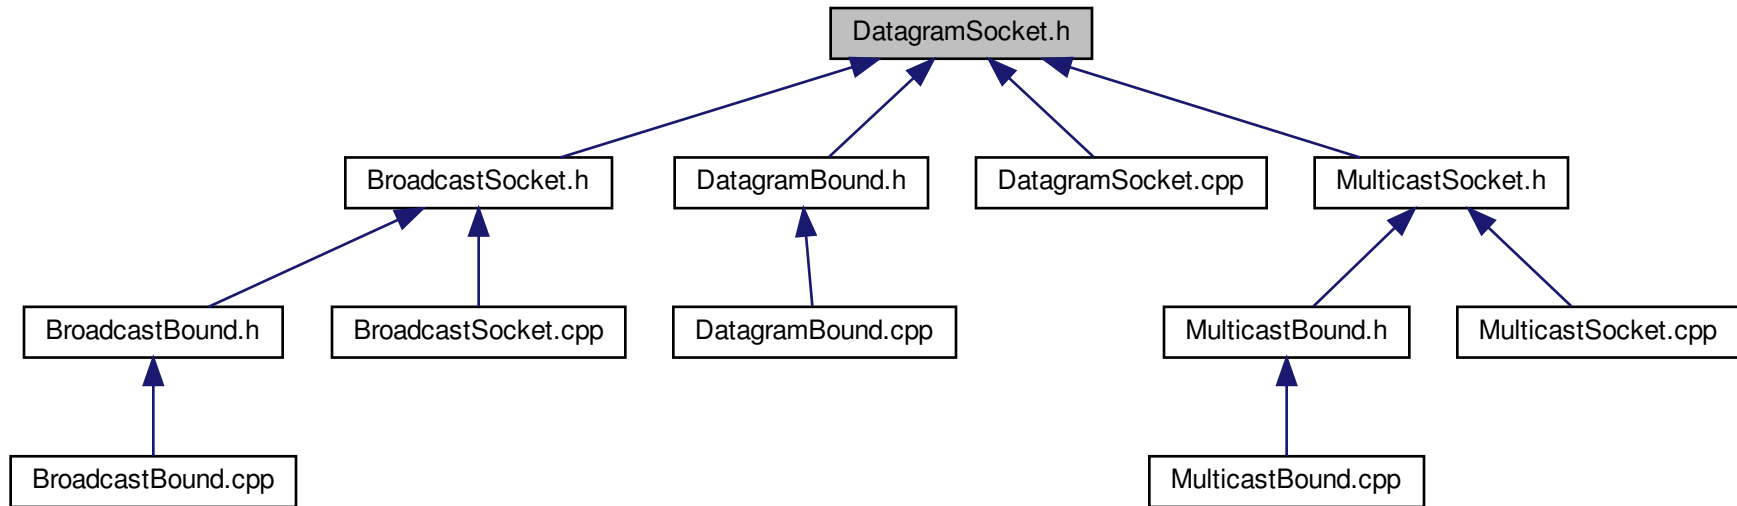 DatagramSocket.h
BroadcastSocket.h
DatagramBound.h
DatagramSocket.cpp
MulticastSocket.h
BroadcastBound.h
BroadcastSocket.cpp
DatagramBound.cpp
MulticastBound.h
MulticastSocket.cpp
BroadcastBound.cpp
MulticastBound.cpp